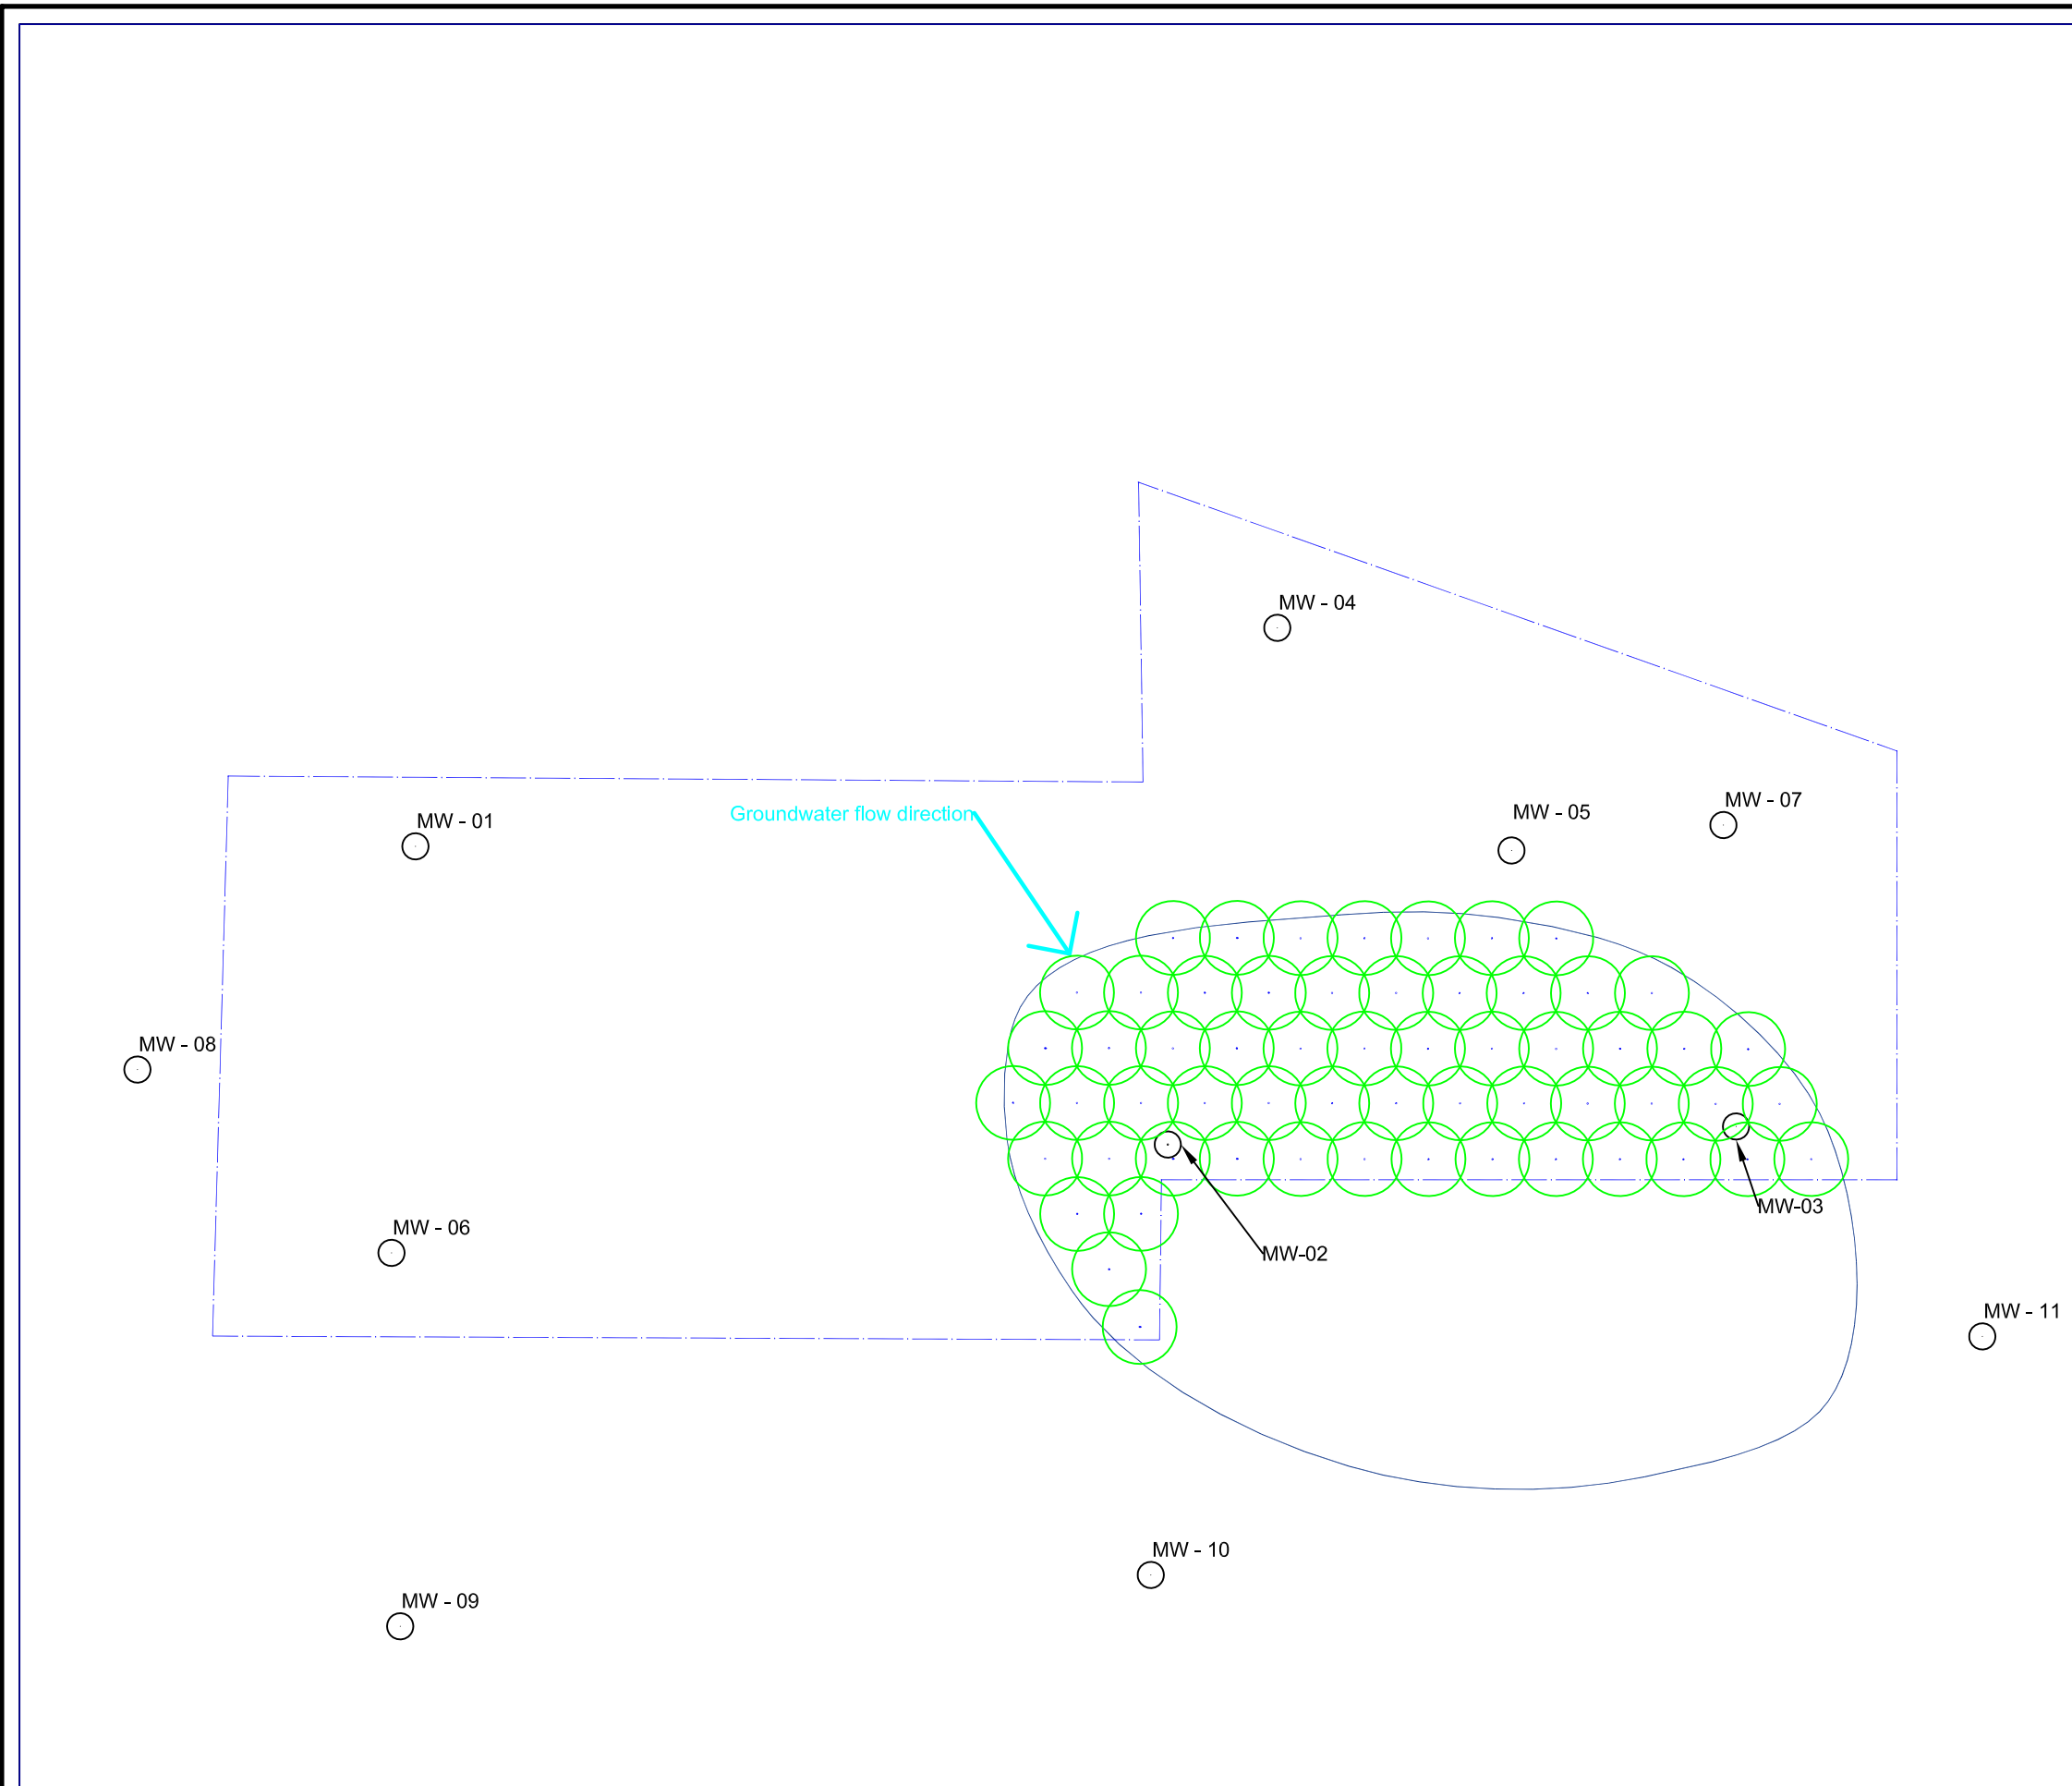 MW - 04
MW - 07
MW - 05
Groundwater flow direction
MW - 01
MW - 08
MW-03
MW - 06
MW-02
MW - 11
MW - 10
MW - 09